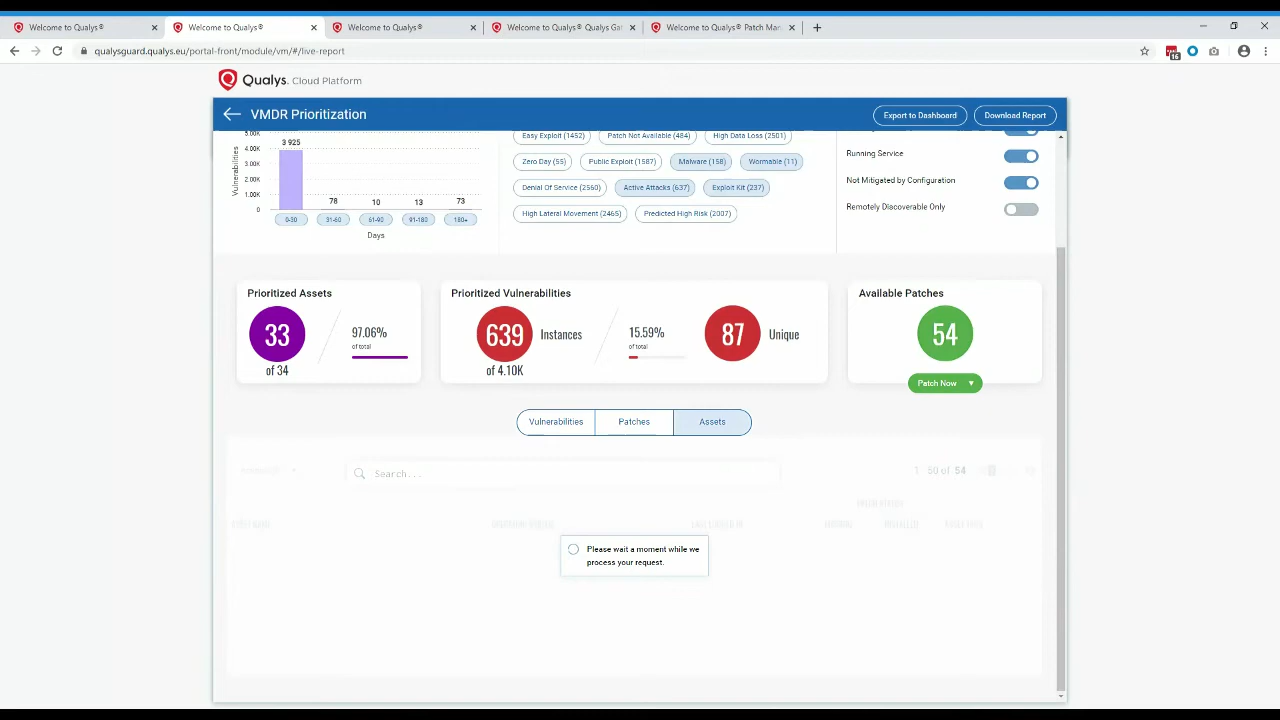 Welcome to Qualys®
Welcome to Qualys®
Welcome to Qualys®
Welcome to Qualys® Qualys Gat
Welcome to Qualys® Patch Man
qualysguard.qualys.eu/portal-front/module/vm/#/live-report
Qualys. Cloud Platform
VMDR Prioritization
Export to Dashboard
Download Report
Vulnerabilities
5.00K
4.00K
3.00K
2.00K
1.00K
0
3 925
78
10
13
73
0-30
31-60
61-90
91-180
180+
Days
Easy Exploit (1452)
Patch Not Available (484)
High Data Loss (2501)
Zero Day (55)
Public Exploit (1587)
Malware (158)
Wormable (11)
Denial Of Service (2560)
Active Attacks (637)
Exploit Kit (237)
High Lateral Movement (2465)
Predicted High Risk (2007)
Running Service
Not Mitigated by Configuration
Remotely Discoverable Only
Prioritized Assets
33
of 34
97.06%
of total
Prioritized Vulnerabilities
639
Instances
of 4.10K
15.59%
of total
87
Unique
Available Patches
54
Patch Now
Vulnerabilities
Patches
Assets
Search...
1 50 of 54
Please wait a moment while we
process your request.